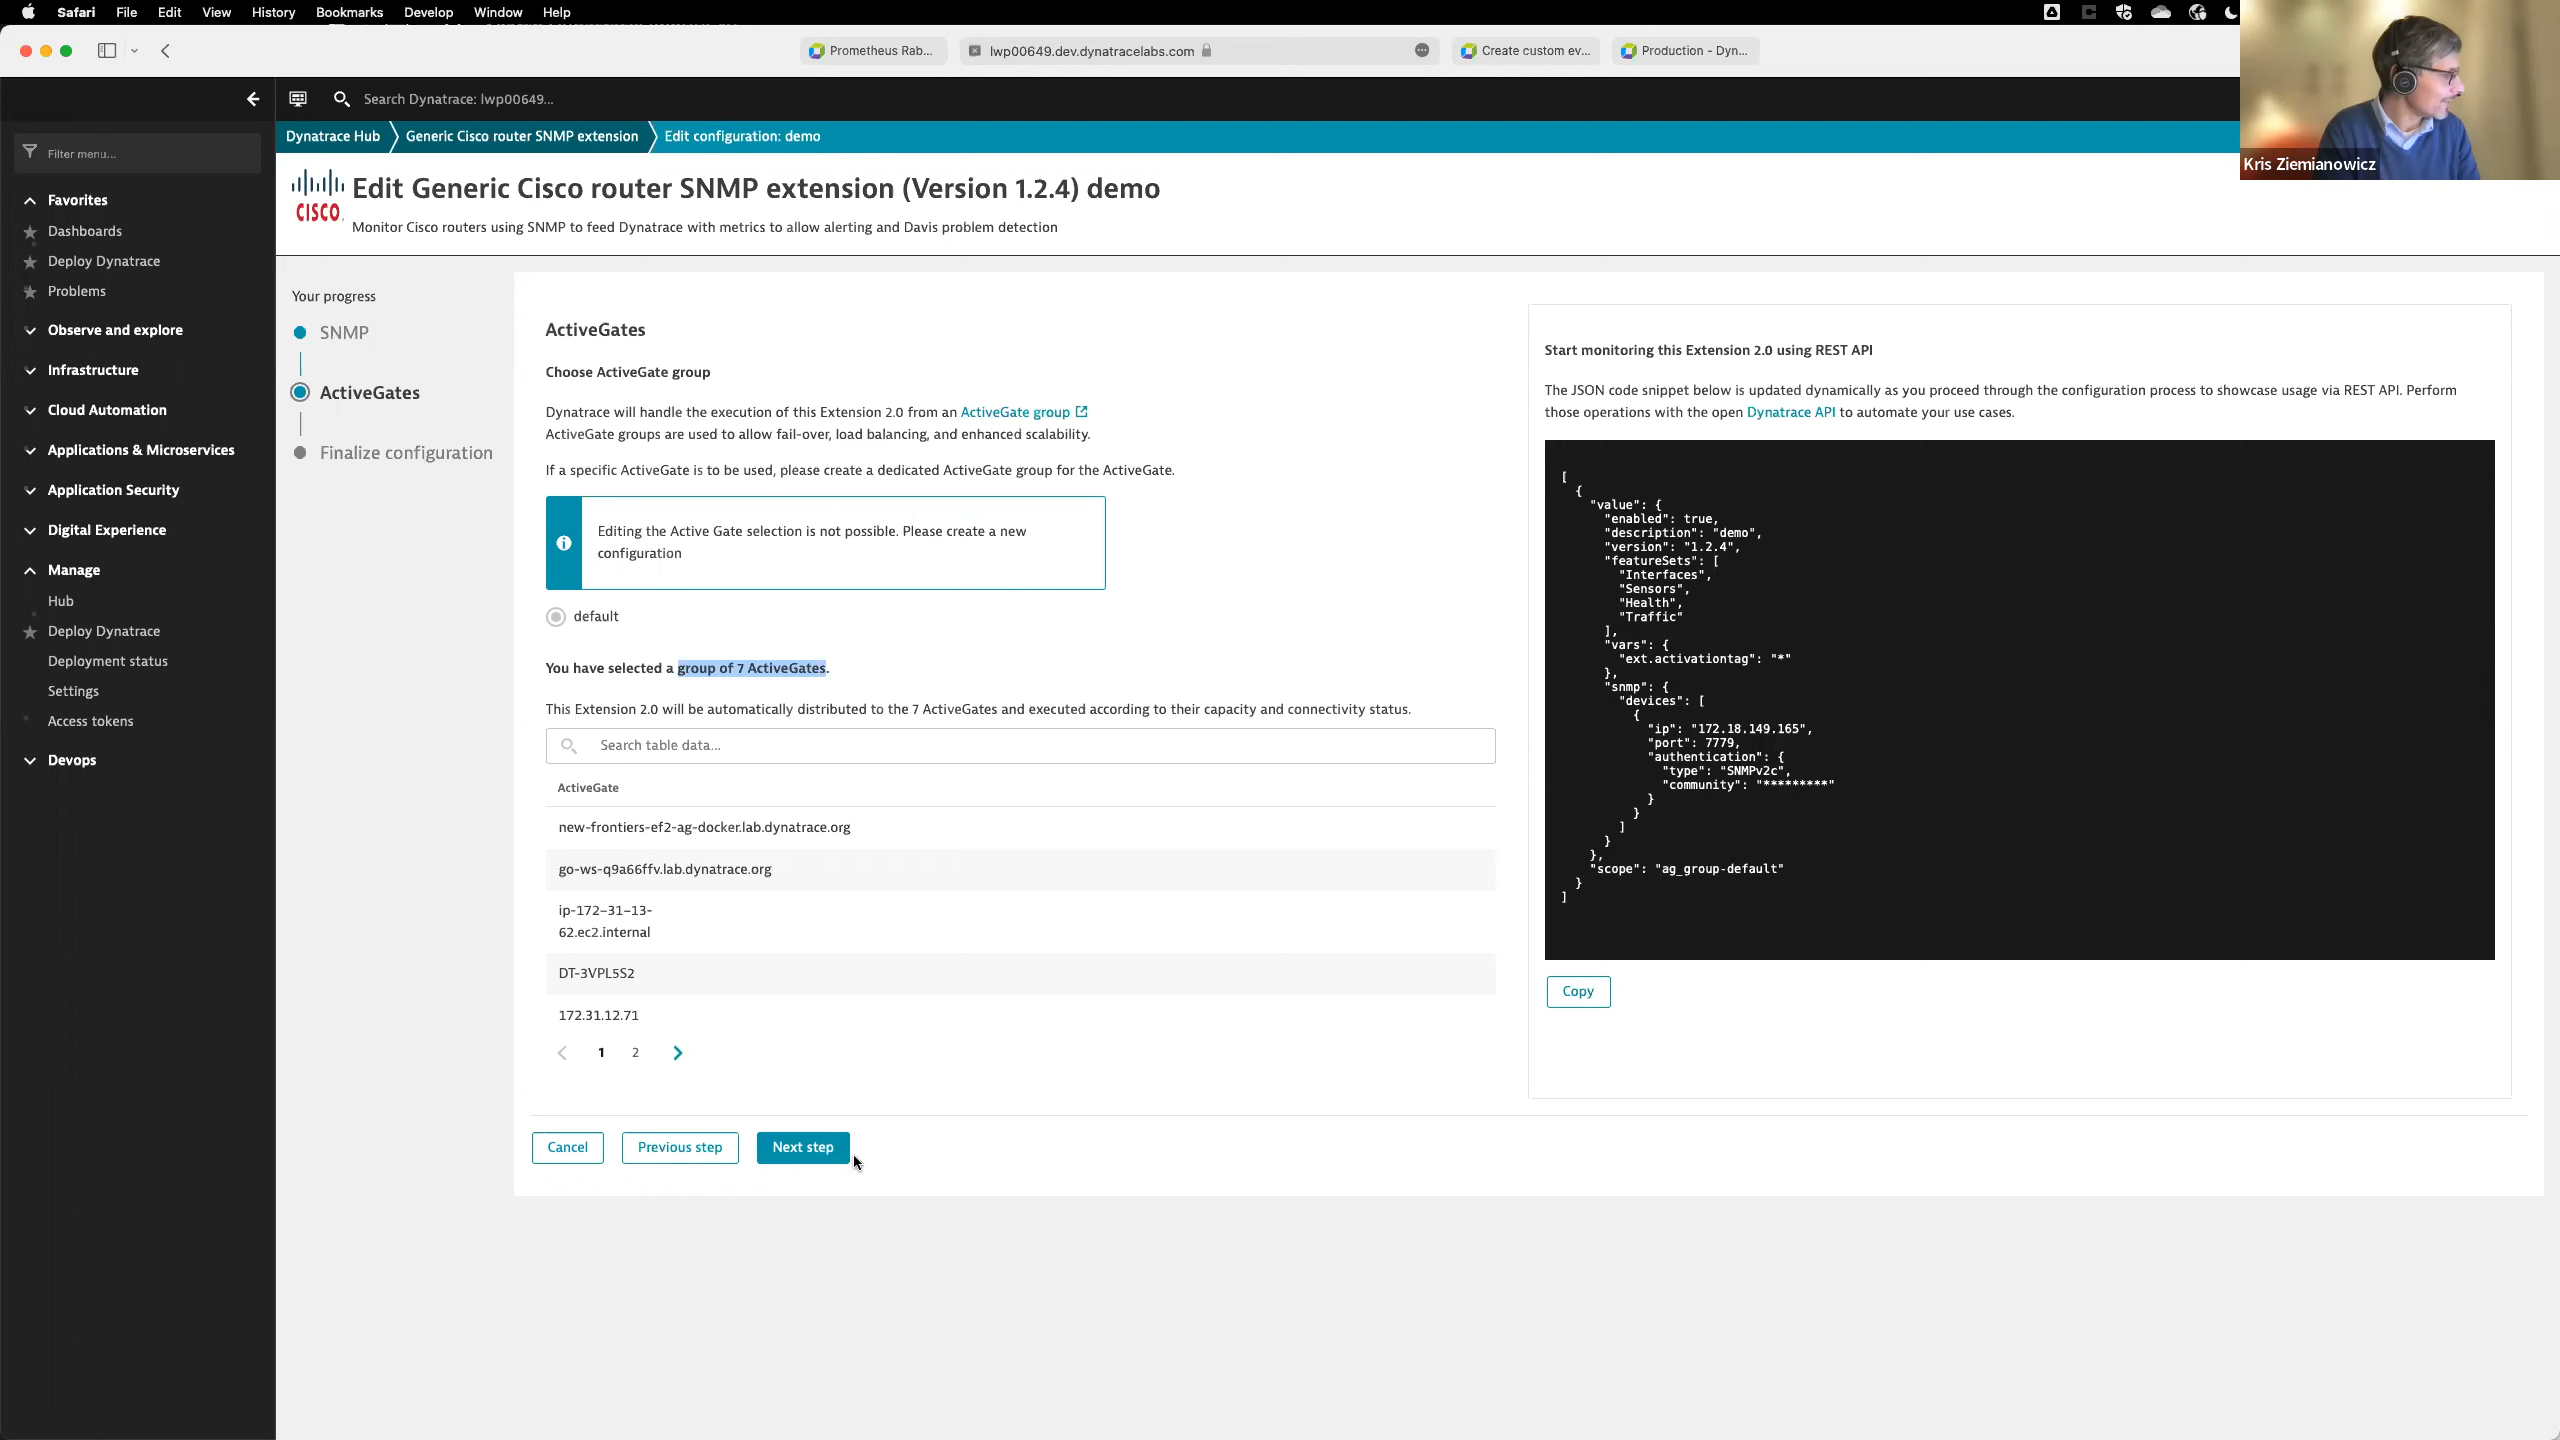 Safari File Edit View History Bookmarks Develop Window Help
Prometheus Rab...
lwp00649.dev.dynatracelabs.com
Create custom ev...
Production - Dyn...
Kris Ziemianowicz
Search Dynatrace: lwp00649...
Filter menu...
Favorites
Dashboards
Deploy Dynatrace
Problems
Observe and explore
Infrastructure
Cloud Automation
Applications & Microservices
Application Security
Digital Experience
Manage
Hub
Deploy Dynatrace
Deployment status
Settings
Access tokens
Devops
Dynatrace Hub
Generic Cisco router SNMP extension
Edit configuration: demo
CISCO
Edit Generic Cisco router SNMP extension (Version 1.2.4) demo
Monitor Cisco routers using SNMP to feed Dynatrace with metrics to allow alerting and Davis problem detection
Your progress
SNMP
ActiveGates
Finalize configuration
ActiveGates
Choose ActiveGate group
Dynatrace will handle the execution of this Extension 2.0 from an ActiveGate group
ActiveGate groups are used to allow fail-over, load balancing, and enhanced scalability.
If a specific ActiveGate is to be used, please create a dedicated ActiveGate group for the ActiveGate.
Editing the Active Gate selection is not possible. Please create a new
configuration
default
You have selected a group of 7 ActiveGates.
This Extension 2.0 will be automatically distributed to the 7 ActiveGates and executed according to their capacity and connectivity status.
Search table data...
ActiveGate
new-frontiers-ef2-ag-docker.lab.dynatrace.org
go-ws-q9a66ffv.lab.dynatrace.org
ip-172-31-13-
62.ec2.internal
DT-3VPL5S2
172.31.12.71
1 2
Cancel
Previous step
Next step
Start monitoring this Extension 2.0 using REST API
The JSON code snippet below is updated dynamically as you proceed through the configuration process to showcase usage via REST API. Perform
those operations with the open Dynatrace API to automate your use cases.
[
{
"value": {
"enabled": true,
"description": "demo",
"version": "1.2.4",
"featureSets": [
"Interfaces",
"Sensors",
"Health",
"Traffic"
],
"vars": {
"ext.activationtag": "*"
},
"snmp": {
"devices": [
{
"ip": "172.18.149.165",
"port": 7779,
"authentication": {
"type": "SNMPv2c",
"community": "*********"
}
}
]
}
},
"scope": "ag_group-default"
}
]
Copy